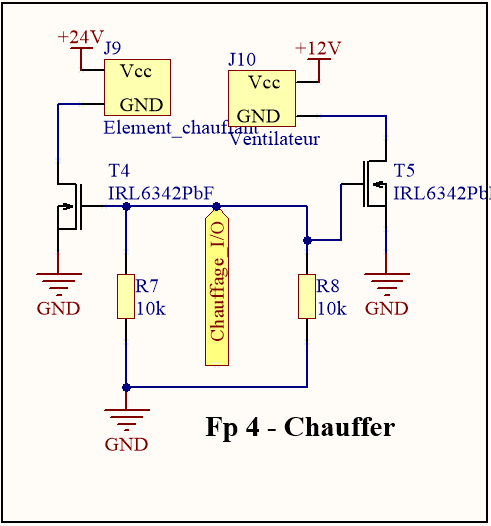 +24V
J9
Vcc
GND
Element_chauffant
J10
+12V
Vcc
GND
Ventilateur
T4
IRL6342PbF
T5
IRL6342PbF
Chauffage_I/O
R7
10k
R8
10k
GND
GND
GND
Fp 4 - Chauffer